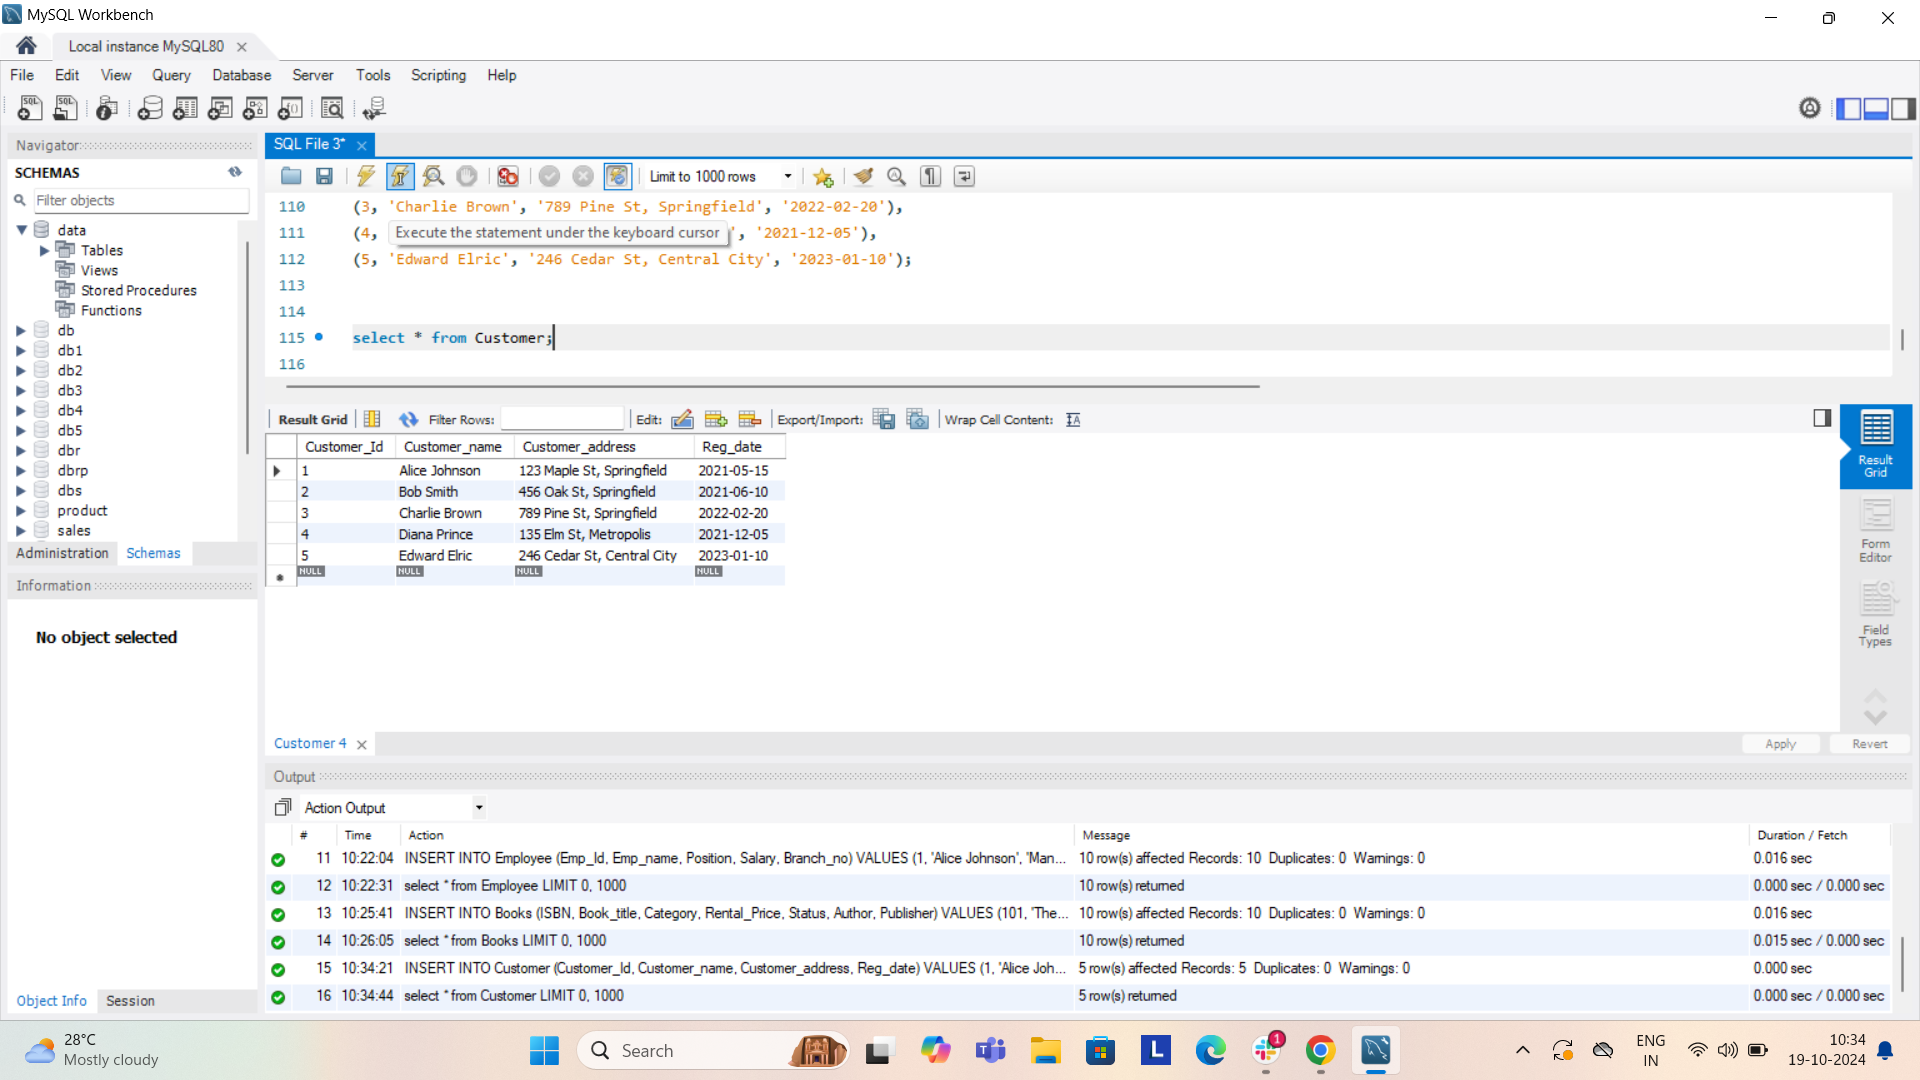 MySQL Workbench
Local instance MySQL80
File Edit View Query Database Server Tools Scripting Help
Navigator
SCHEMAS
Filter objects
data
Tables
Views
Stored Procedures
Functions
db
db1
db2
db3
db4
db5
dbr
dbrp
dbs
product
sales
Administration Schemas
Information
No object selected
Object Info Session
SQL File 3*
Limit to 1000 rows
110 (3, 'Charlie Brown', '789 Pine St, Springfield', '2022-02-20'),
111 (4, ', '2021-12-05'),
Execute the statement under the keyboard cursor
112 (5, 'Edward Elric', '246 Cedar St, Central City', '2023-01-10');
113
114
115 select * from Customer;
116
Result Grid Filter Rows: Edit: Export/Import: Wrap Cell Content:
Customer_Id Customer_name Customer_address Reg_date
1 Alice Johnson 123 Maple St, Springfield 2021-05-15
2 Bob Smith 456 Oak St, Springfield 2021-06-10
3 Charlie Brown 789 Pine St, Springfield 2022-02-20
4 Diana Prince 135 Elm St, Metropolis 2021-12-05
5 Edward Elric 246 Cedar St, Central City 2023-01-10
NULL NULL NULL NULL
Result
Grid
Form
Editor
Field
Types
Customer 4
Apply Revert
Output
Action Output
# Time Action Message Duration / Fetch
11 10:22:04 INSERT INTO Employee (Emp_Id, Emp_name, Position, Salary, Branch_no) VALUES (1, 'Alice Johnson', 'Man... 10 row(s) affected Records: 10 Duplicates: 0 Warnings: 0 0.016 sec
12 10:22:31 select * from Employee LIMIT 0, 1000 10 row(s) returned 0.000 sec / 0.000 sec
13 10:25:41 INSERT INTO Books (ISBN, Book_title, Category, Rental_Price, Status, Author, Publisher) VALUES (101, 'The... 10 row(s) affected Records: 10 Duplicates: 0 Warnings: 0 0.016 sec
14 10:26:05 select * from Books LIMIT 0, 1000 10 row(s) returned 0.015 sec / 0.000 sec
15 10:34:21 INSERT INTO Customer (Customer_Id, Customer_name, Customer_address, Reg_date) VALUES (1, 'Alice Joh... 5 row(s) affected Records: 5 Duplicates: 0 Warnings: 0 0.000 sec
16 10:34:44 select * from Customer LIMIT 0, 1000 5 row(s) returned 0.000 sec / 0.000 sec
28°C
Mostly cloudy
Search
L
1
ENG
IN
10:34
19-10-2024